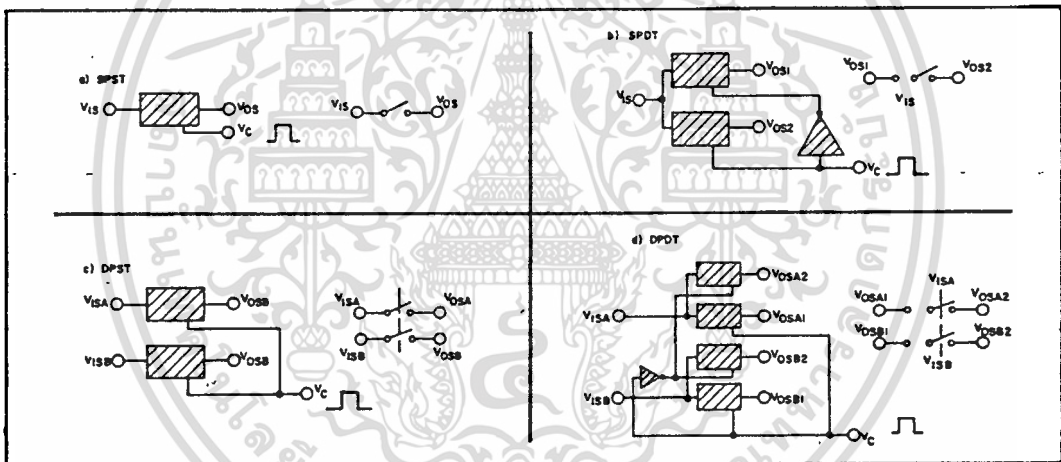 a) SPST
VIS
VOS
VC
VIS
VOS
b) SPDT
VIS
VOS1
VOS2
VC
VOS1
VOS2
VIS
c) DPST
VISA
VOSB
VISB
VOSB
VC
VISA
VOSA
VISB
VOSB
d) DPDT
VOSA2
VISA
VOSA1
VOSB2
VISB
VOSB1
VC
VISA
VOSA1
VOSA2
VOSB1
VOSB2
VISB